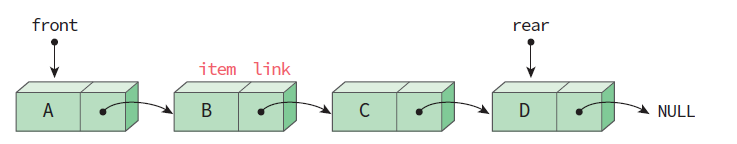 front rear
item link
A B C D NULL